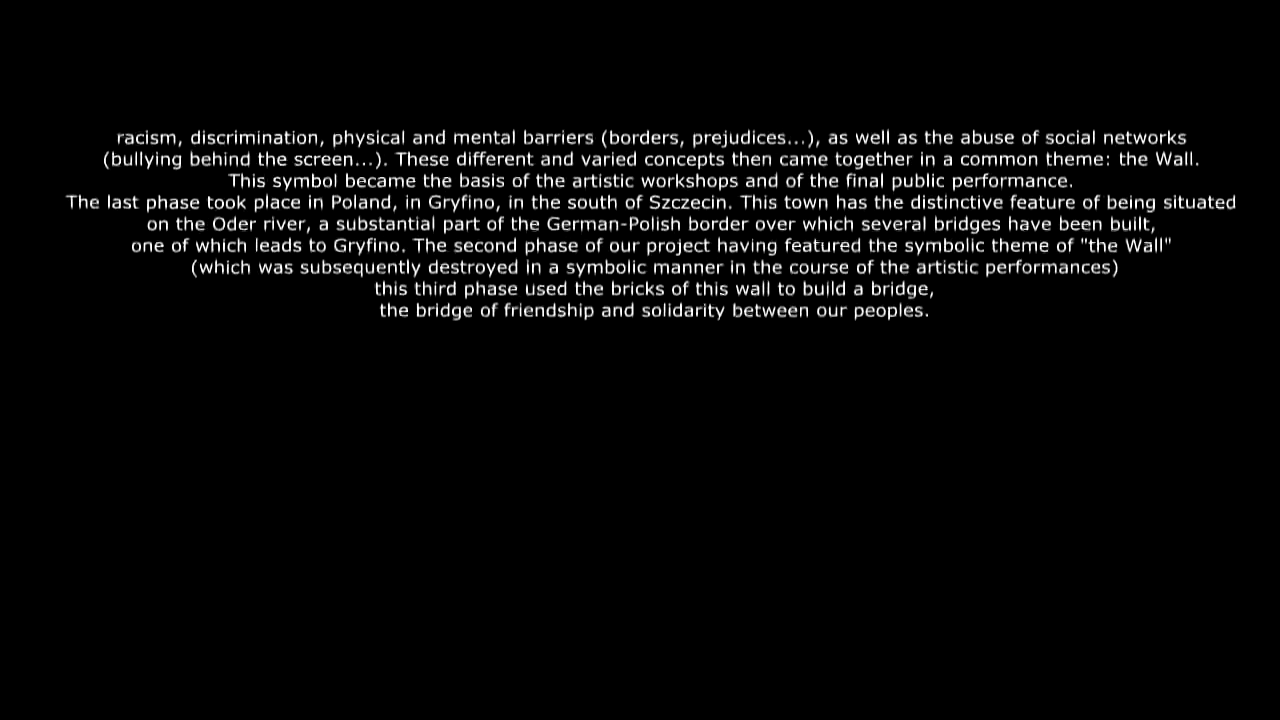 racism, discrimination, physical and mental barriers (borders, prejudices...), as well as the abuse of social networks
(bullying behind the screen...). These different and varied concepts then came together in a common theme: the Wall.
This symbol became the basis of the artistic workshops and of the final public performance.
The last phase took place in Poland, in Gryfino, in the south of Szczecin. This town has the distinctive feature of being situated
on the Oder river, a substantial part of the German-Polish border over which several bridges have been built,
one of which leads to Gryfino. The second phase of our project having featured the symbolic theme of "the Wall"
(which was subsequently destroyed in a symbolic manner in the course of the artistic performances)
this third phase used the bricks of this wall to build a bridge,
the bridge of friendship and solidarity between our peoples.